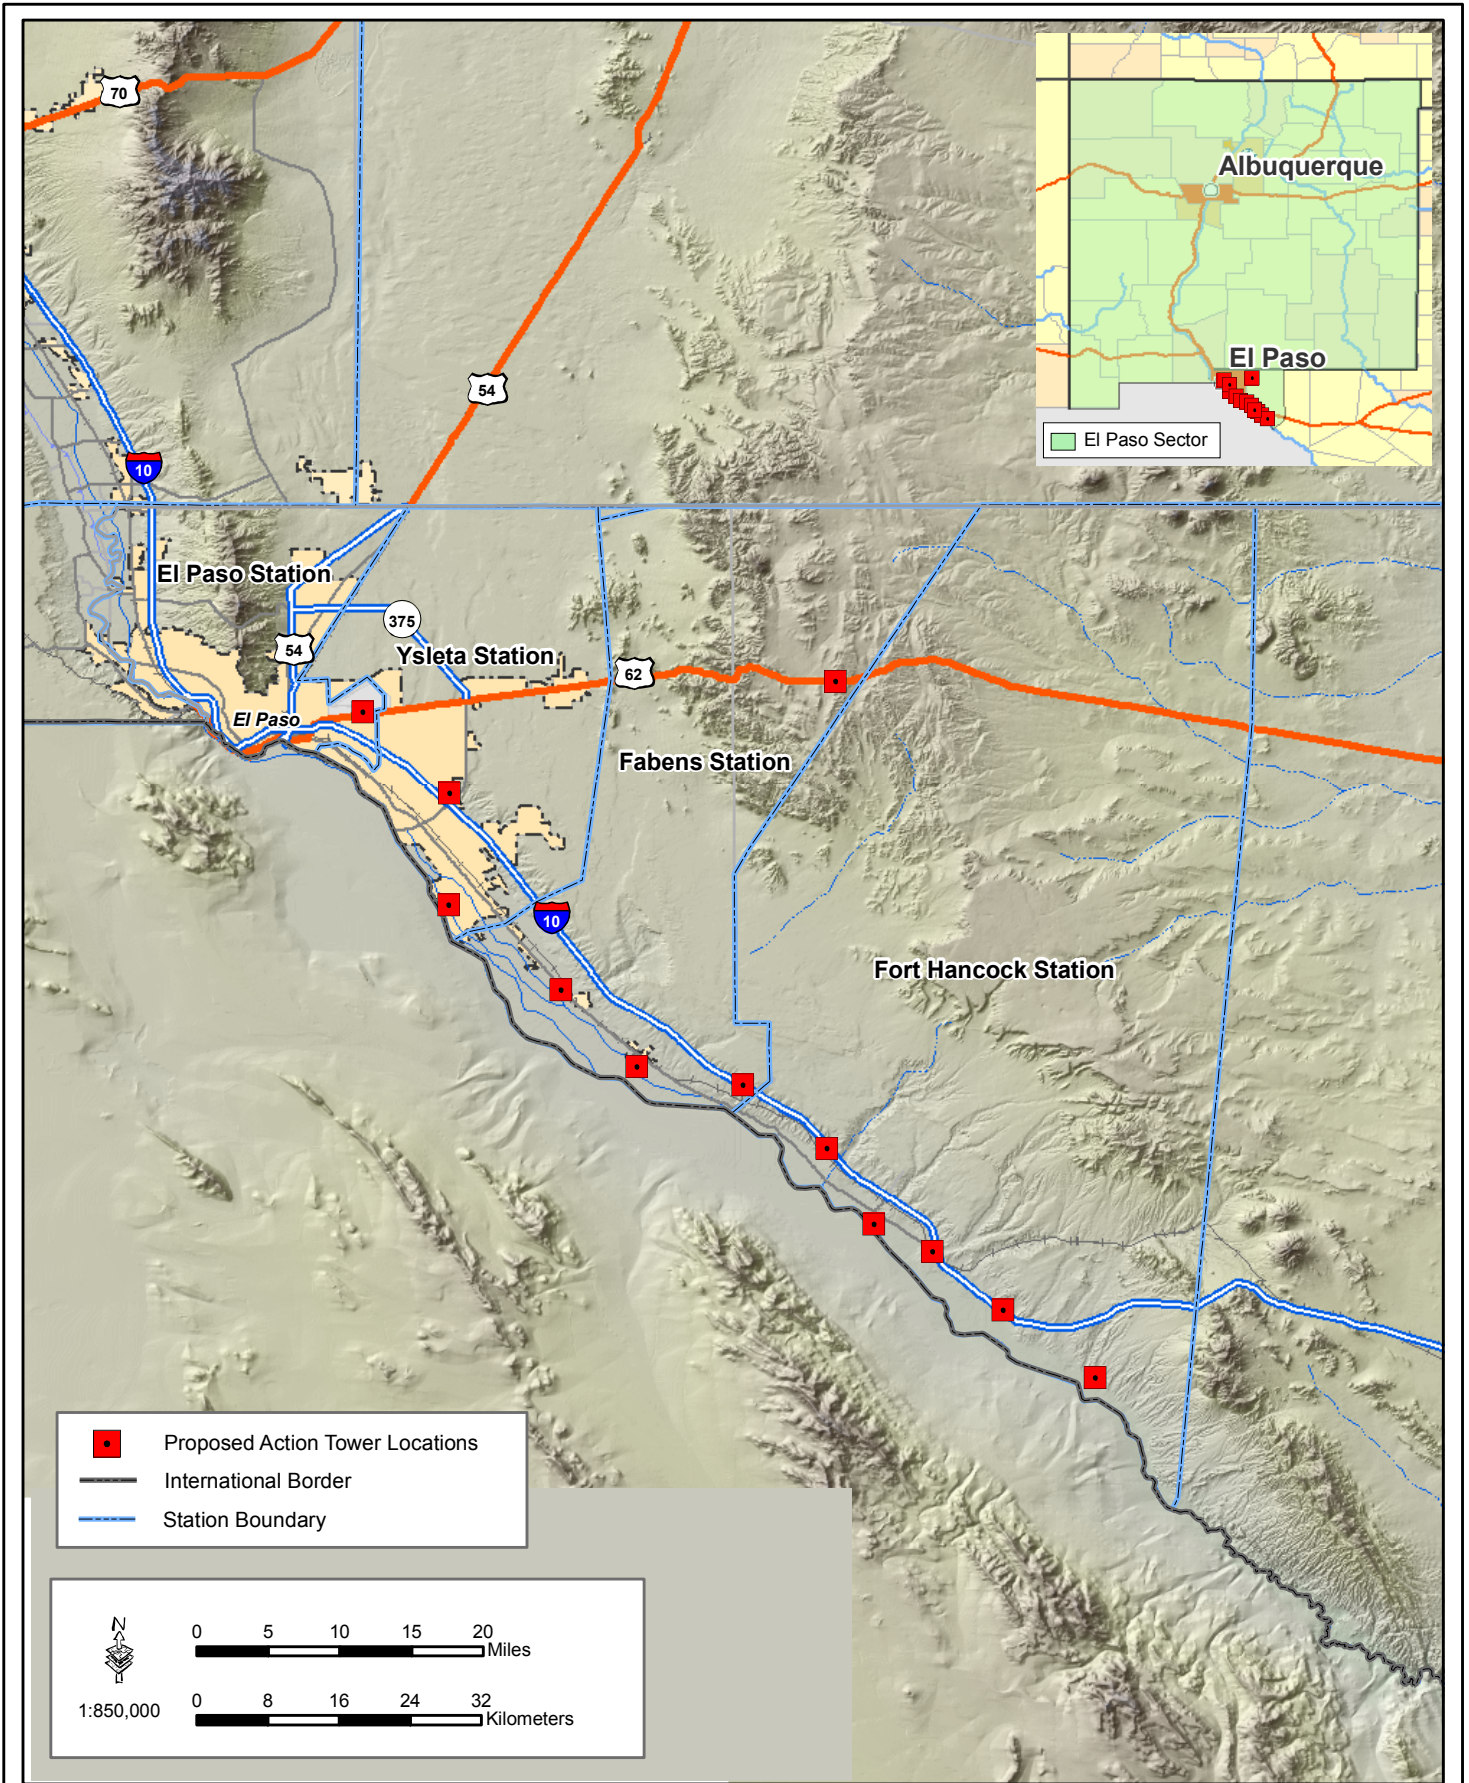 70
Albuquerque
El Paso
El Paso Sector
54
10
El Paso Station
375
54
Ysleta Station
62
El Paso
Fabens Station
10
Fort Hancock Station
Proposed Action Tower Locations
International Border
Station Boundary
N
0 5 10 15 20
Miles
1:850,000
0 8 16 24 32
Kilometers